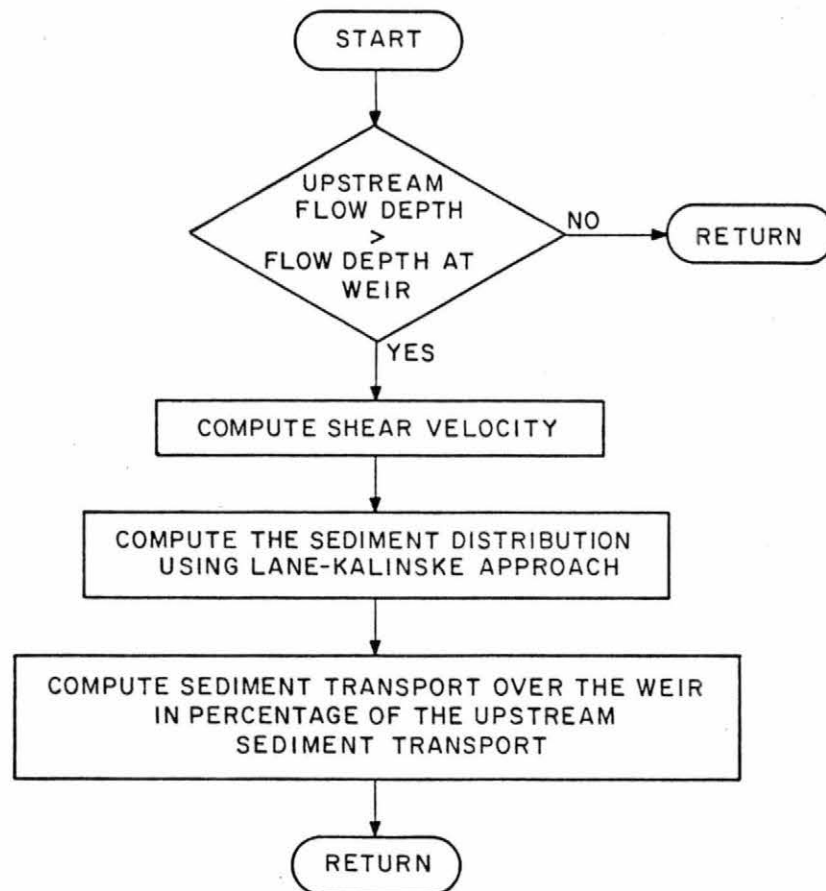 START
UPSTREAM
FLOW DEPTH
>
FLOW DEPTH AT
WEIR
NO
RETURN
YES
COMPUTE SHEAR VELOCITY
COMPUTE THE SEDIMENT DISTRIBUTION
USING LANE-KALINSKE APPROACH
COMPUTE SEDIMENT TRANSPORT OVER THE WEIR
IN PERCENTAGE OF THE UPSTREAM
SEDIMENT TRANSPORT
RETURN